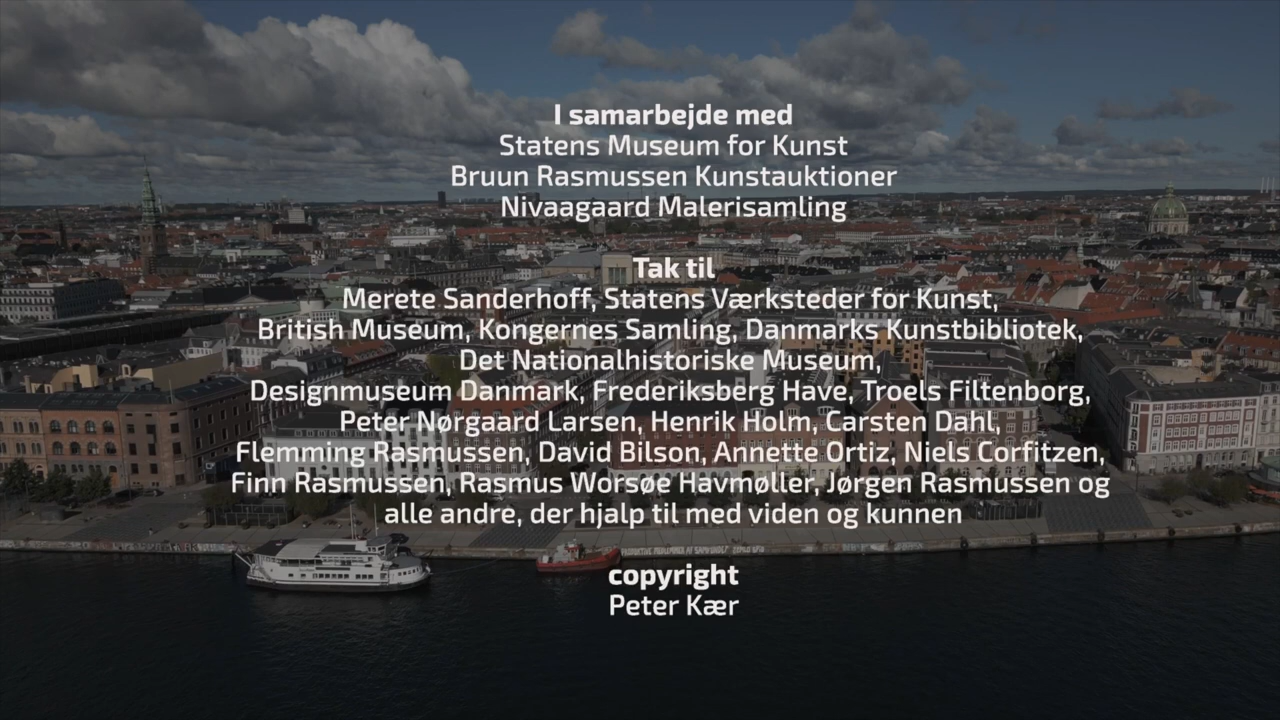 I samarbejde med
Statens Museum for Kunst
Bruun Rasmussen Kunstauktioner
Nivaagaard Malerisamling
Tak til
Merete Sanderhoff, Statens Værksteder for Kunst,
British Museum, Kongernes Samling, Danmarks Kunstbibliotek,
Det Nationalhistoriske Museum,
Designmuseum Danmark, Frederiksberg Have, Troels Filtenborg,
Peter Nørgaard Larsen, Henrik Holm, Carsten Dahl,
Flemming Rasmussen, David Bilson, Annette Ortiz, Niels Corfitzen,
Finn Rasmussen, Rasmus Worsøe Havmøller, Jørgen Rasmussen og
alle andre, der hjalp til med viden og kunnen
copyright
Peter Kær